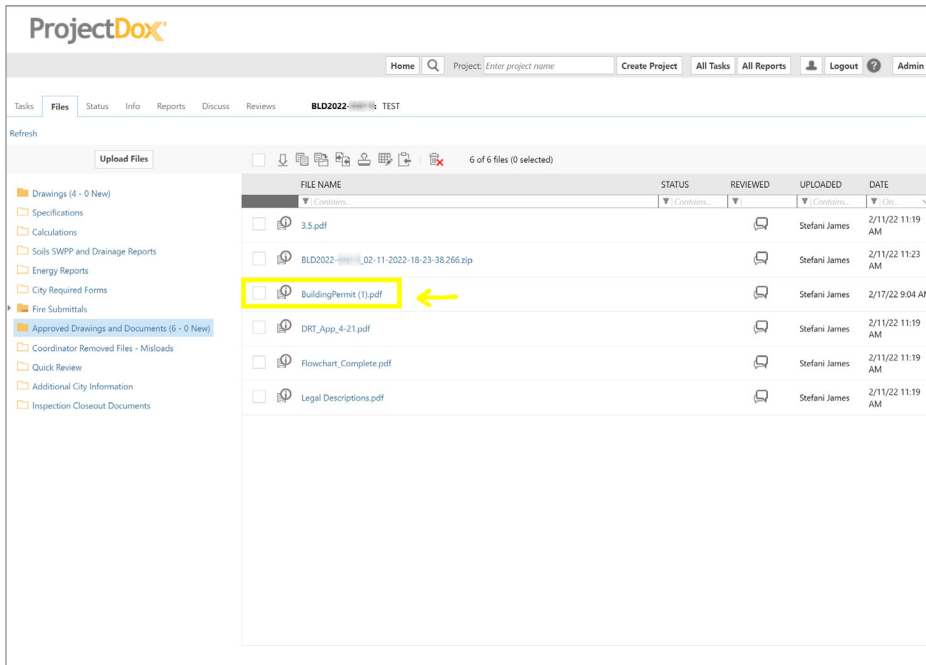 ProjectDox
Home Project: Enter project name Create Project All Tasks All Reports Logout ? Admin
Tasks Files Status Info Reports Discuss Reviews BLD2022- : TEST
Refresh
Upload Files
6 of 6 files (0 selected)
Drawings (4 - 0 New)
Specifications
Calculations
Soils SWPP and Drainage Reports
Energy Reports
City Required Forms
Fire Submittals
Approved Drawings and Documents (6 - 0 New)
Coordinator Removed Files - Misloads
Quick Review
Additional City Information
Inspection Closeout Documents
FILE NAME STATUS REVIEWED UPLOADED DATE
Contains... Contains... Contains... On...
3.5.pdf Stefani James 2/11/22 11:19
AM
BLD2022- _02-11-2022-18-23-38.266.zip Stefani James 2/11/22 11:23
AM
BuildingPermit (1).pdf Stefani James 2/17/22 9:04 AM
DRT_App_4-21.pdf Stefani James 2/11/22 11:19
AM
Flowchart_Complete.pdf Stefani James 2/11/22 11:19
AM
Legal Descriptions.pdf Stefani James 2/11/22 11:19
AM